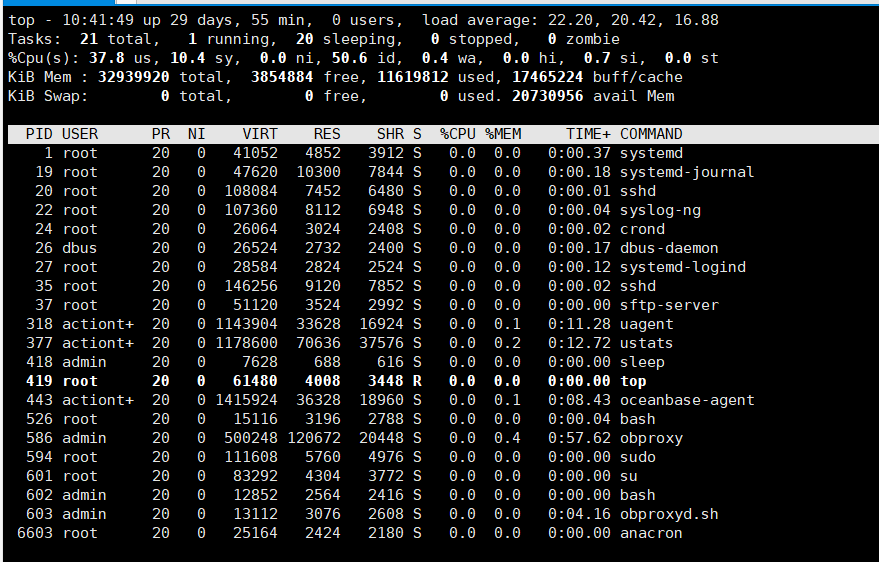 top - 10:41:49 up 29 days, 55 min,  0 users,  load average: 22.20, 20.42, 16.88
Tasks:  21 total,   1 running,  20 sleeping,   0 stopped,   0 zombie
%Cpu(s): 37.8 us, 10.4 sy,  0.0 ni, 50.6 id,  0.4 wa,  0.0 hi,  0.7 si,  0.0 st
KiB Mem : 32939920 total,  3854884 free, 11619812 used, 17465224 buff/cache
KiB Swap:        0 total,        0 free,        0 used. 20730956 avail Mem
  PID USER      PR  NI    VIRT    RES    SHR S  %CPU %MEM     TIME+ COMMAND
    1 root      20   0   41052   4852   3912 S   0.0  0.0   0:00.37 systemd
   19 root      20   0   47620  10300   7844 S   0.0  0.0   0:00.18 systemd-journal
   20 root      20   0  108084   7452   6480 S   0.0  0.0   0:00.01 sshd
   22 root      20   0  107360   8112   6948 S   0.0  0.0   0:00.04 syslog-ng
   24 root      20   0   26064   3024   2408 S   0.0  0.0   0:00.02 crond
   26 dbus      20   0   26524   2732   2400 S   0.0  0.0   0:00.17 dbus-daemon
   27 root      20   0   28584   2824   2524 S   0.0  0.0   0:00.12 systemd-logind
   35 root      20   0  146256   9120   7852 S   0.0  0.0   0:00.02 sshd
   37 root      20   0   51120   3524   2992 S   0.0  0.0   0:00.00 sftp-server
  318 actiont+  20   0 1143904  33628  16924 S   0.0  0.1   0:11.28 uagent
  377 actiont+  20   0 1178600  70636  37576 S   0.0  0.2   0:12.72 ustats
  418 admin     20   0    7628    688    616 S   0.0  0.0   0:00.00 sleep
  419 root      20   0   61480   4008   3448 R   0.0  0.0   0:00.00 top
  443 actiont+  20   0 1415924  36328  18960 S   0.0  0.1   0:08.43 oceanbase-agent
  526 root      20   0   15116   3196   2788 S   0.0  0.0   0:00.04 bash
  586 admin     20   0  500248 120672  20448 S   0.0  0.4   0:57.62 obproxy
  594 root      20   0  111608   5760   4976 S   0.0  0.0   0:00.00 sudo
  601 root      20   0   83292   4304   3772 S   0.0  0.0   0:00.00 su
  602 admin     20   0   12852   2564   2416 S   0.0  0.0   0:00.00 bash
  603 admin     20   0   13112   3076   2608 S   0.0  0.0   0:04.16 obproxyd.sh
 6603 root      20   0   25164   2424   2180 S   0.0  0.0   0:00.00 anacron